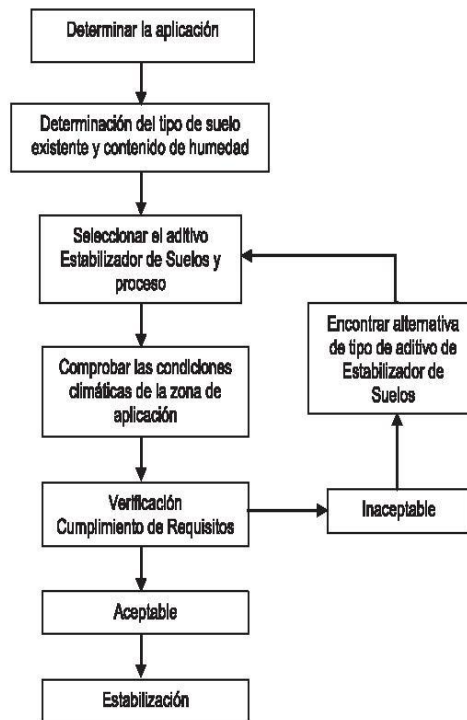 Determinar la aplicación
Determinación del tipo de suelo
existente y contenido de humedad
Seleccionar el aditivo
Estabilizador de Suelos y
proceso
Encontrar alternativa
de tipo de aditivo de
Estabilizador de
Suelos
Comprobar las condiciones
climáticas de la zona de
aplicación
Verificación
Cumplimiento de Requisitos
Inaceptable
Aceptable
Estabilización